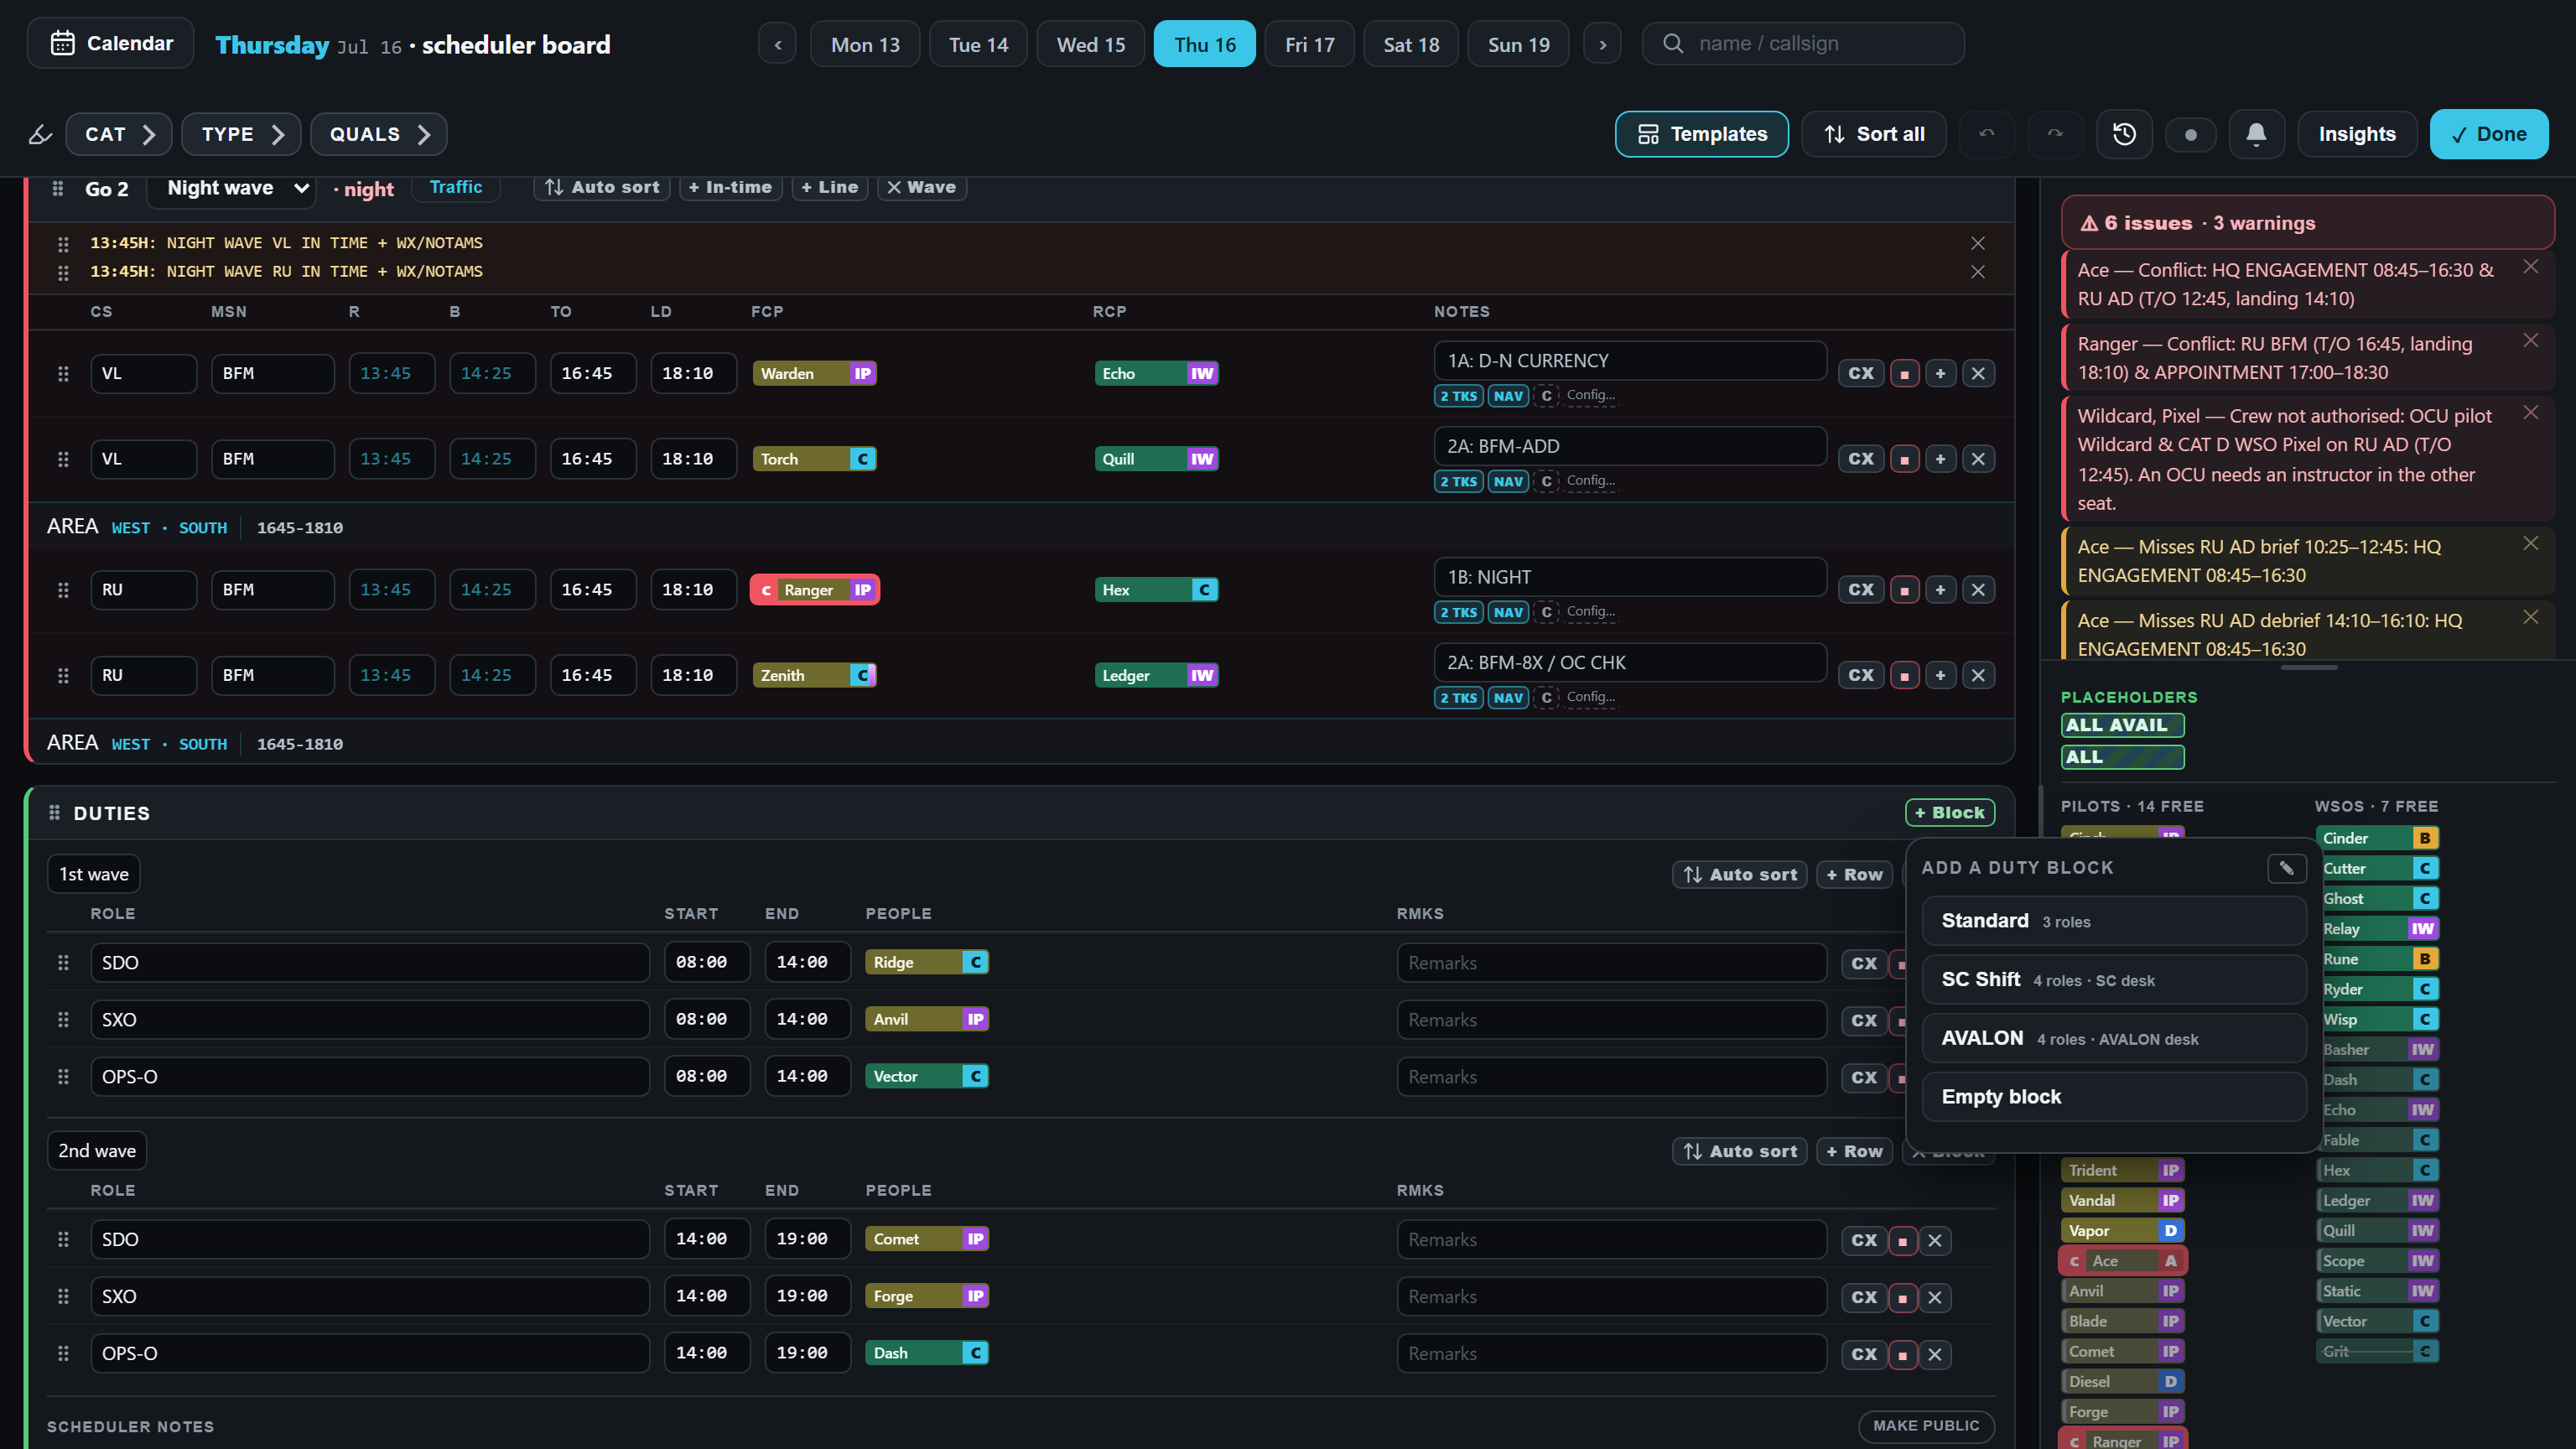 Calendar
Thursday Jul 16 · scheduler board
Mon 13
Tue 14
Wed 15
Thu 16
Fri 17
Sat 18
Sun 19
name / callsign
CAT
TYPE
QUALS
Templates
Sort all
Insights
✓ Done
Go 2
Night wave
· night
Traffic
Auto sort
+ In-time
+ Line
Wave
13:45H: NIGHT WAVE VL IN TIME + WX/NOTAMS
13:45H: NIGHT WAVE RU IN TIME + WX/NOTAMS
CS MSN R B TO LD FCP RCP NOTES
VL BFM 13:45 14:25 16:45 18:10 Warden IP Echo IW 1A: D-N CURRENCY CX
2 TKS NAV C Config...
VL BFM 13:45 14:25 16:45 18:10 Torch C Quill IW 2A: BFM-ADD CX
2 TKS NAV C Config...
AREA WEST · SOUTH 1645-1810
RU BFM 13:45 14:25 16:45 18:10 C Ranger IP Hex C 1B: NIGHT CX
2 TKS NAV C Config...
RU BFM 13:45 14:25 16:45 18:10 Zenith C Ledger IW 2A: BFM-8X / OC CHK CX
2 TKS NAV C Config...
AREA WEST · SOUTH 1645-1810
DUTIES
+ Block
1st wave
Auto sort
+ Row
ROLE START END PEOPLE RMKS
SDO 08:00 14:00 Ridge C Remarks CX
SXO 08:00 14:00 Anvil IP Remarks CX
OPS-O 08:00 14:00 Vector C Remarks CX
2nd wave
Auto sort
+ Row
ROLE START END PEOPLE RMKS
SDO 14:00 19:00 Comet IP Remarks CX
SXO 14:00 19:00 Forge IP Remarks CX
OPS-O 14:00 19:00 Dash C Remarks CX
SCHEDULER NOTES
MAKE PUBLIC
6 issues · 3 warnings
Ace — Conflict: HQ ENGAGEMENT 08:45–16:30 &
RU AD (T/O 12:45, landing 14:10)
Ranger — Conflict: RU BFM (T/O 16:45, landing
18:10) & APPOINTMENT 17:00–18:30
Wildcard, Pixel — Crew not authorised: OCU pilot
Wildcard & CAT D WSO Pixel on RU AD (T/O
12:45). An OCU needs an instructor in the other
seat.
Ace — Misses RU AD brief 10:25–12:45: HQ
ENGAGEMENT 08:45–16:30
Ace — Misses RU AD debrief 14:10–16:10: HQ
ENGAGEMENT 08:45–16:30
PLACEHOLDERS
ALL AVAIL
ALL
PILOTS · 14 FREE
ADD A DUTY BLOCK
Standard 3 roles
SC Shift 4 roles · SC desk
AVALON 4 roles · AVALON desk
Empty block
Trident IP
Vandal IP
Vapor D
C Ace A
Anvil IP
Blade IP
Comet IP
Diesel D
Forge IP
C Ranger IP
WSOS · 7 FREE
Cinder B
Cutter C
Ghost C
Relay IW
Rune B
Ryder C
Wisp C
Basher IW
Dash C
Echo IW
Fable C
Hex C
Ledger IW
Quill IW
Scope IW
Static IW
Vector C
Grit C